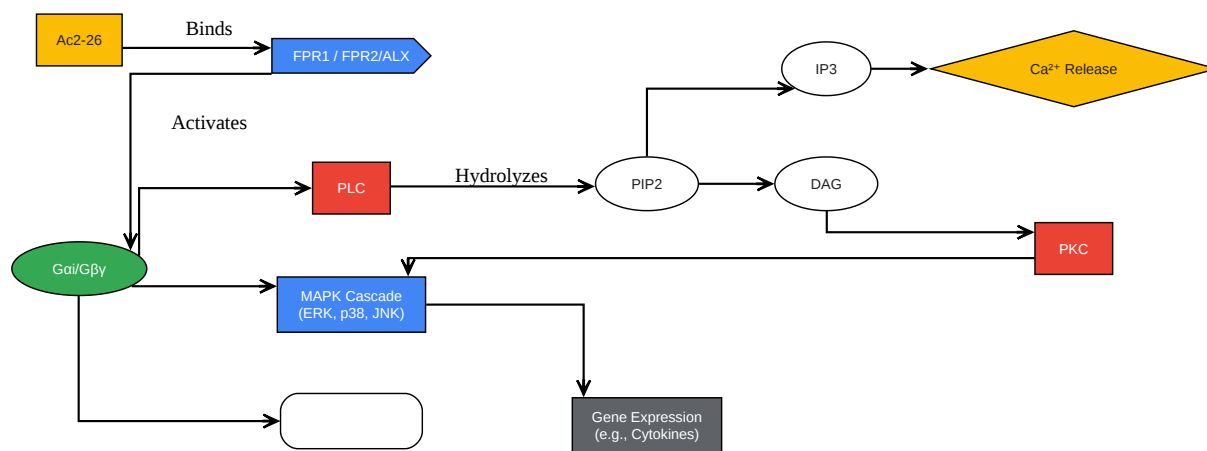 Ac2-26
Binds
FPR1 / FPR2/ALX
IP3
Ca²⁺ Release
Activates
PLC
Hydrolyzes
PIP2
DAG
PKC
Gαi/Gβγ
MAPK Cascade
(ERK, p38, JNK)
Gene Expression
(e.g., Cytokines)